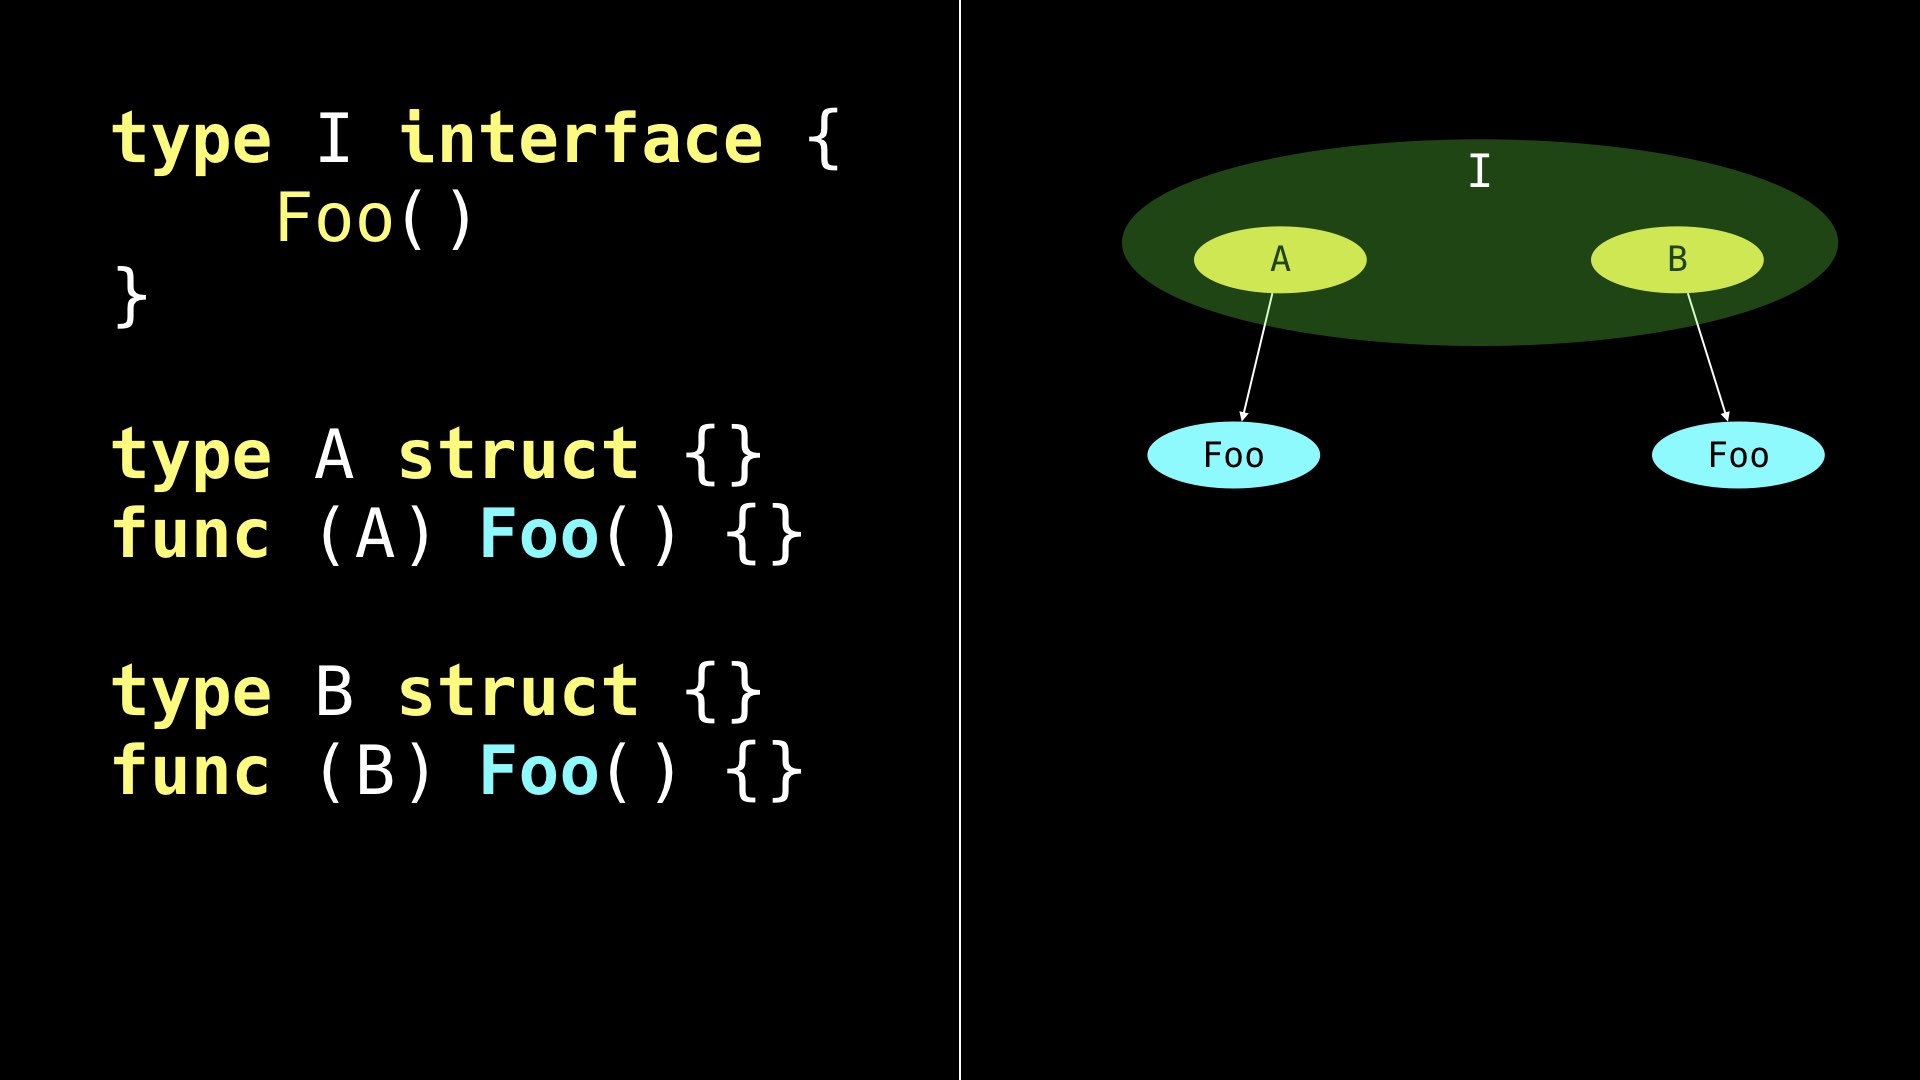 type I interface {
    Foo()
}

type A struct {}
func (A) Foo() {}

type B struct {}
func (B) Foo() {}

I
A B
Foo Foo